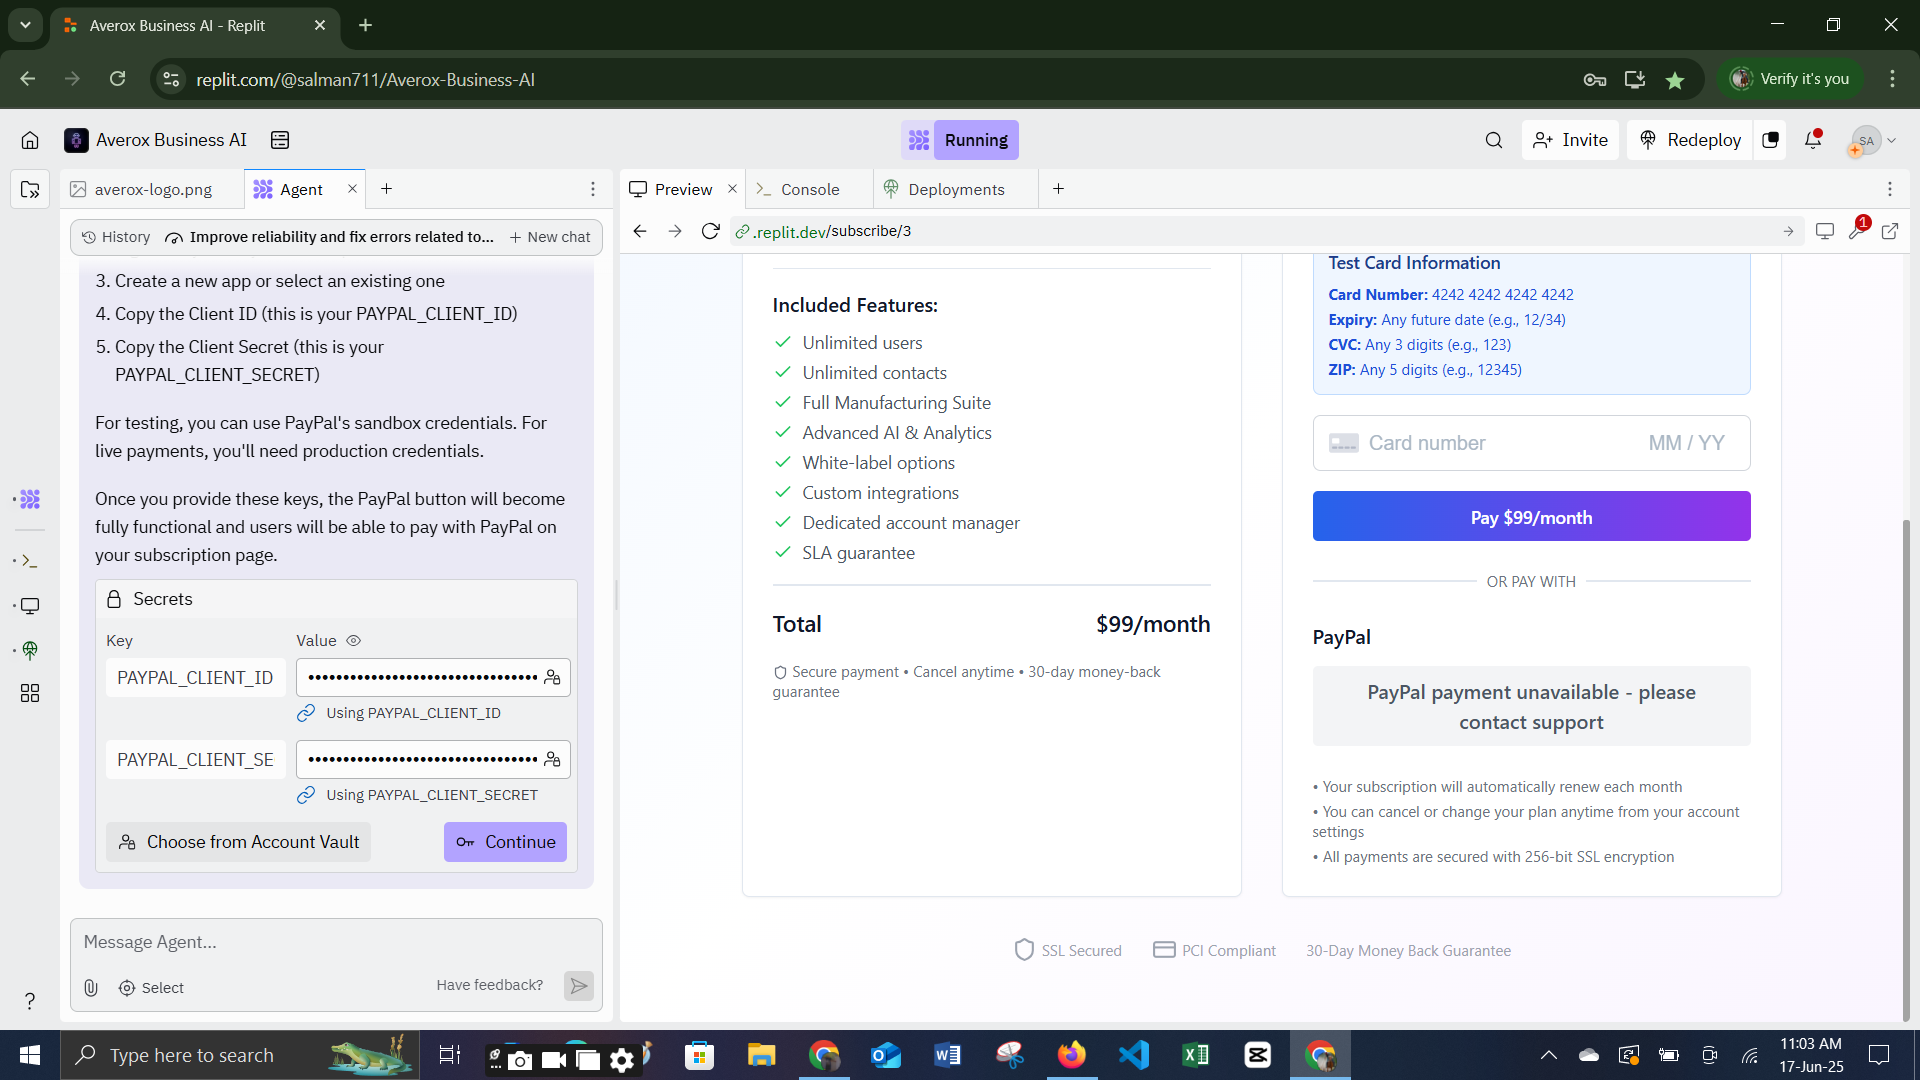 Averox Business AI - Replit
replit.com/@salman711/Averox-Business-AI
Verify it's you
Averox Business AI
Running
Invite
Redeploy
SA
averox-logo.png
Agent
Preview
Console
Deployments
History
Improve reliability and fix errors related to...
New chat
.replit.dev/subscribe/3
1
3. Create a new app or select an existing one
4. Copy the Client ID (this is your PAYPAL_CLIENT_ID)
5. Copy the Client Secret (this is your
PAYPAL_CLIENT_SECRET)
For testing, you can use PayPal's sandbox credentials. For
live payments, you'll need production credentials.
Once you provide these keys, the PayPal button will become
fully functional and users will be able to pay with PayPal on
your subscription page.
Secrets
Key
Value
PAYPAL_CLIENT_ID
Using PAYPAL_CLIENT_ID
PAYPAL_CLIENT_SE
Using PAYPAL_CLIENT_SECRET
Choose from Account Vault
Continue
Message Agent...
Select
Have feedback?
Included Features:
Unlimited users
Unlimited contacts
Full Manufacturing Suite
Advanced AI & Analytics
White-label options
Custom integrations
Dedicated account manager
SLA guarantee
Total
$99/month
Secure payment • Cancel anytime • 30-day money-back
guarantee
Test Card Information
Card Number: 4242 4242 4242 4242
Expiry: Any future date (e.g., 12/34)
CVC: Any 3 digits (e.g., 123)
ZIP: Any 5 digits (e.g., 12345)
Card number
MM / YY
Pay $99/month
OR PAY WITH
PayPal
PayPal payment unavailable - please
contact support
• Your subscription will automatically renew each month
• You can cancel or change your plan anytime from your account
settings
• All payments are secured with 256-bit SSL encryption
SSL Secured
PCI Compliant
30-Day Money Back Guarantee
Type here to search
11:03 AM
17-Jun-25